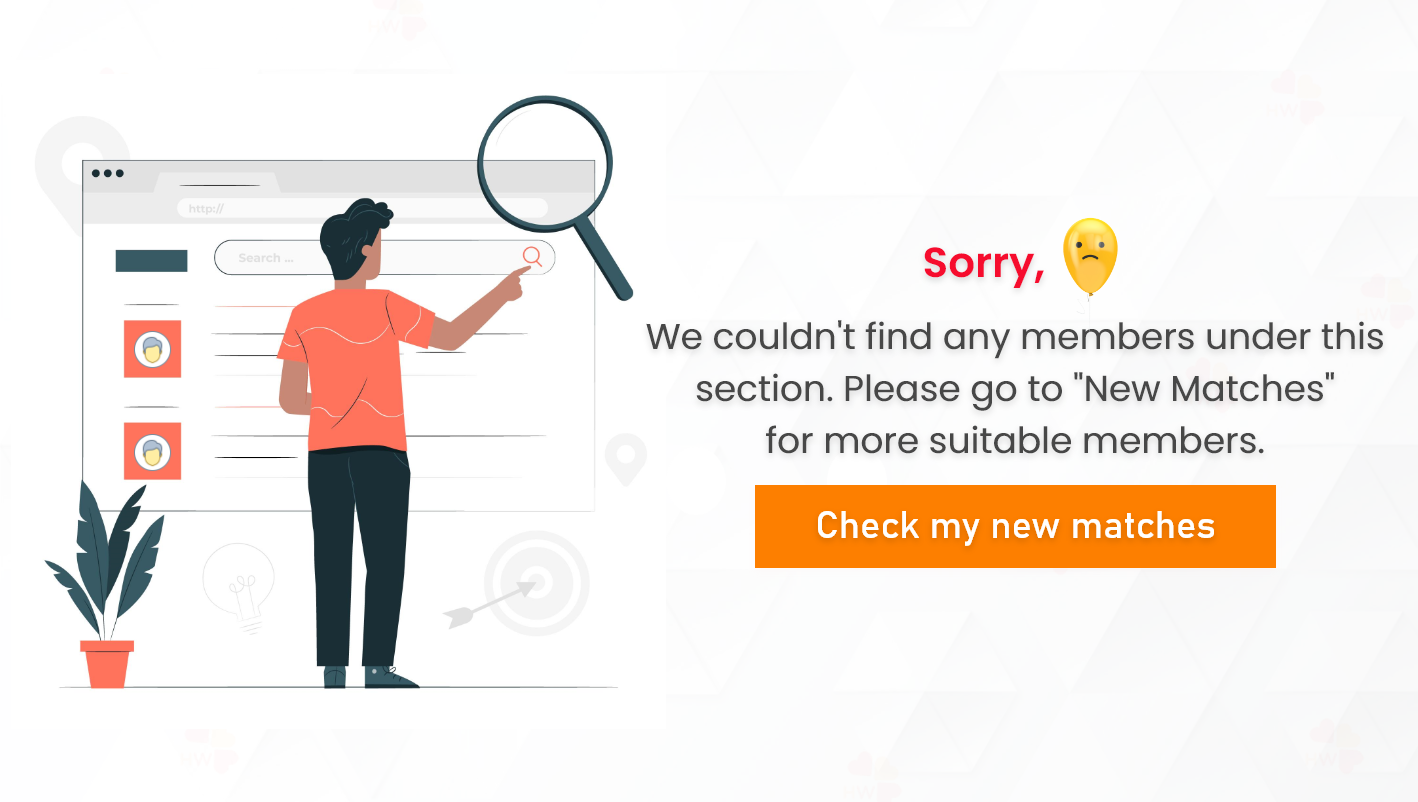 http://
Search ...
Sorry,
We couldn't find any members under this
section. Please go to "New Matches"
for more suitable members.
Check my new matches